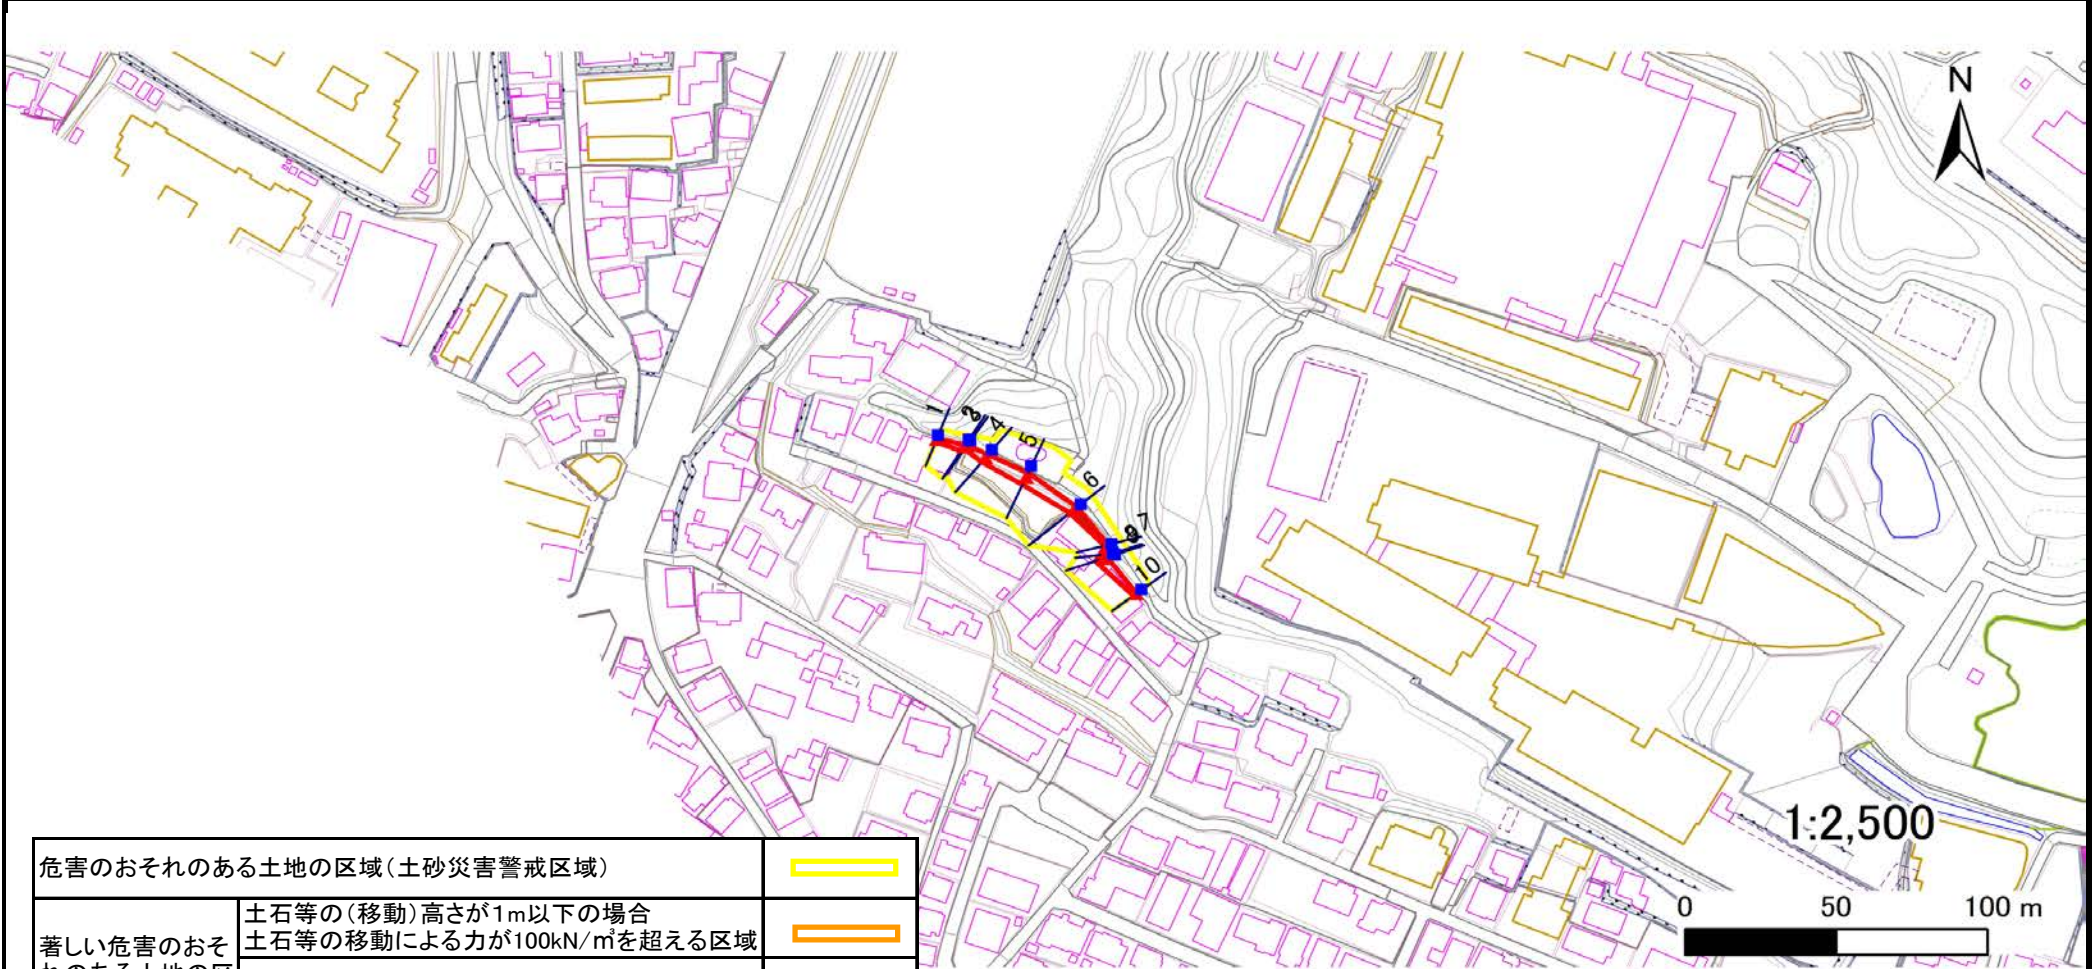 N
1
3
4
5
6
7
10
1:2,500
0 50 100 m
危害のおそれのある土地の区域(土砂災害警戒区域)
土石等の(移動)高さが1m以下の場合
土石等の移動による力が100kN/㎡を超える区域
著しい危害のおそ